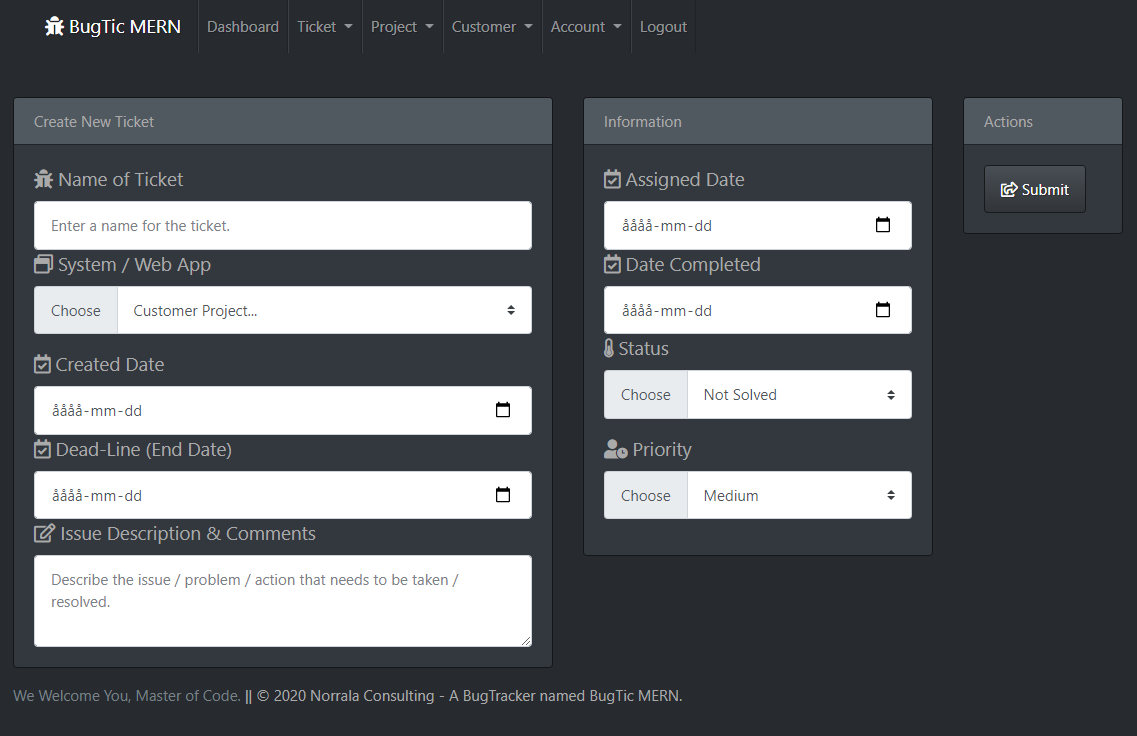 BugTic MERN Dashboard Ticket Project Customer Account Logout
Create New Ticket
Name of Ticket
Enter a name for the ticket.
System / Web App
Choose Customer Project...
Created Date
åååå-mm-dd
Dead-Line (End Date)
åååå-mm-dd
Issue Description & Comments
Describe the issue / problem / action that needs to be taken /
resolved.
Information
Assigned Date
åååå-mm-dd
Date Completed
åååå-mm-dd
Status
Choose Not Solved
Priority
Choose Medium
Actions
Submit
We Welcome You, Master of Code. || © 2020 Norrala Consulting - A BugTracker named BugTic MERN.